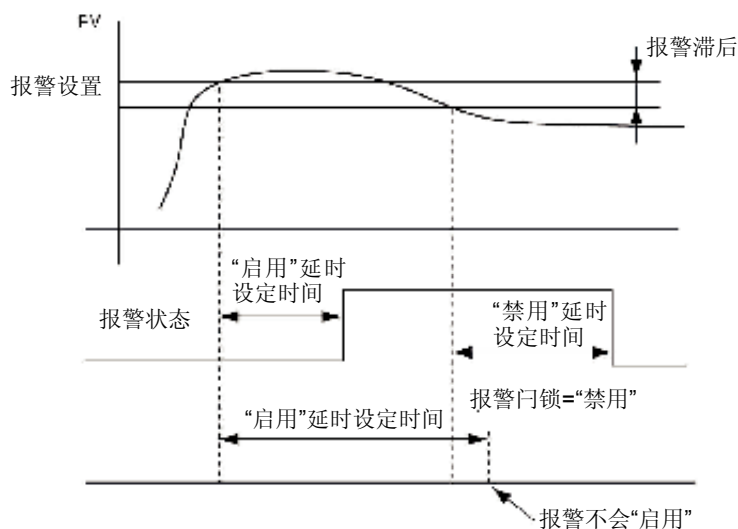 PV
报警滞后
报警设置
“启用”延时
设定时间
报警状态
“禁用”延时
设定时间
报警闩锁=“禁用”
“启用”延时设定时间
报警不会“启用”